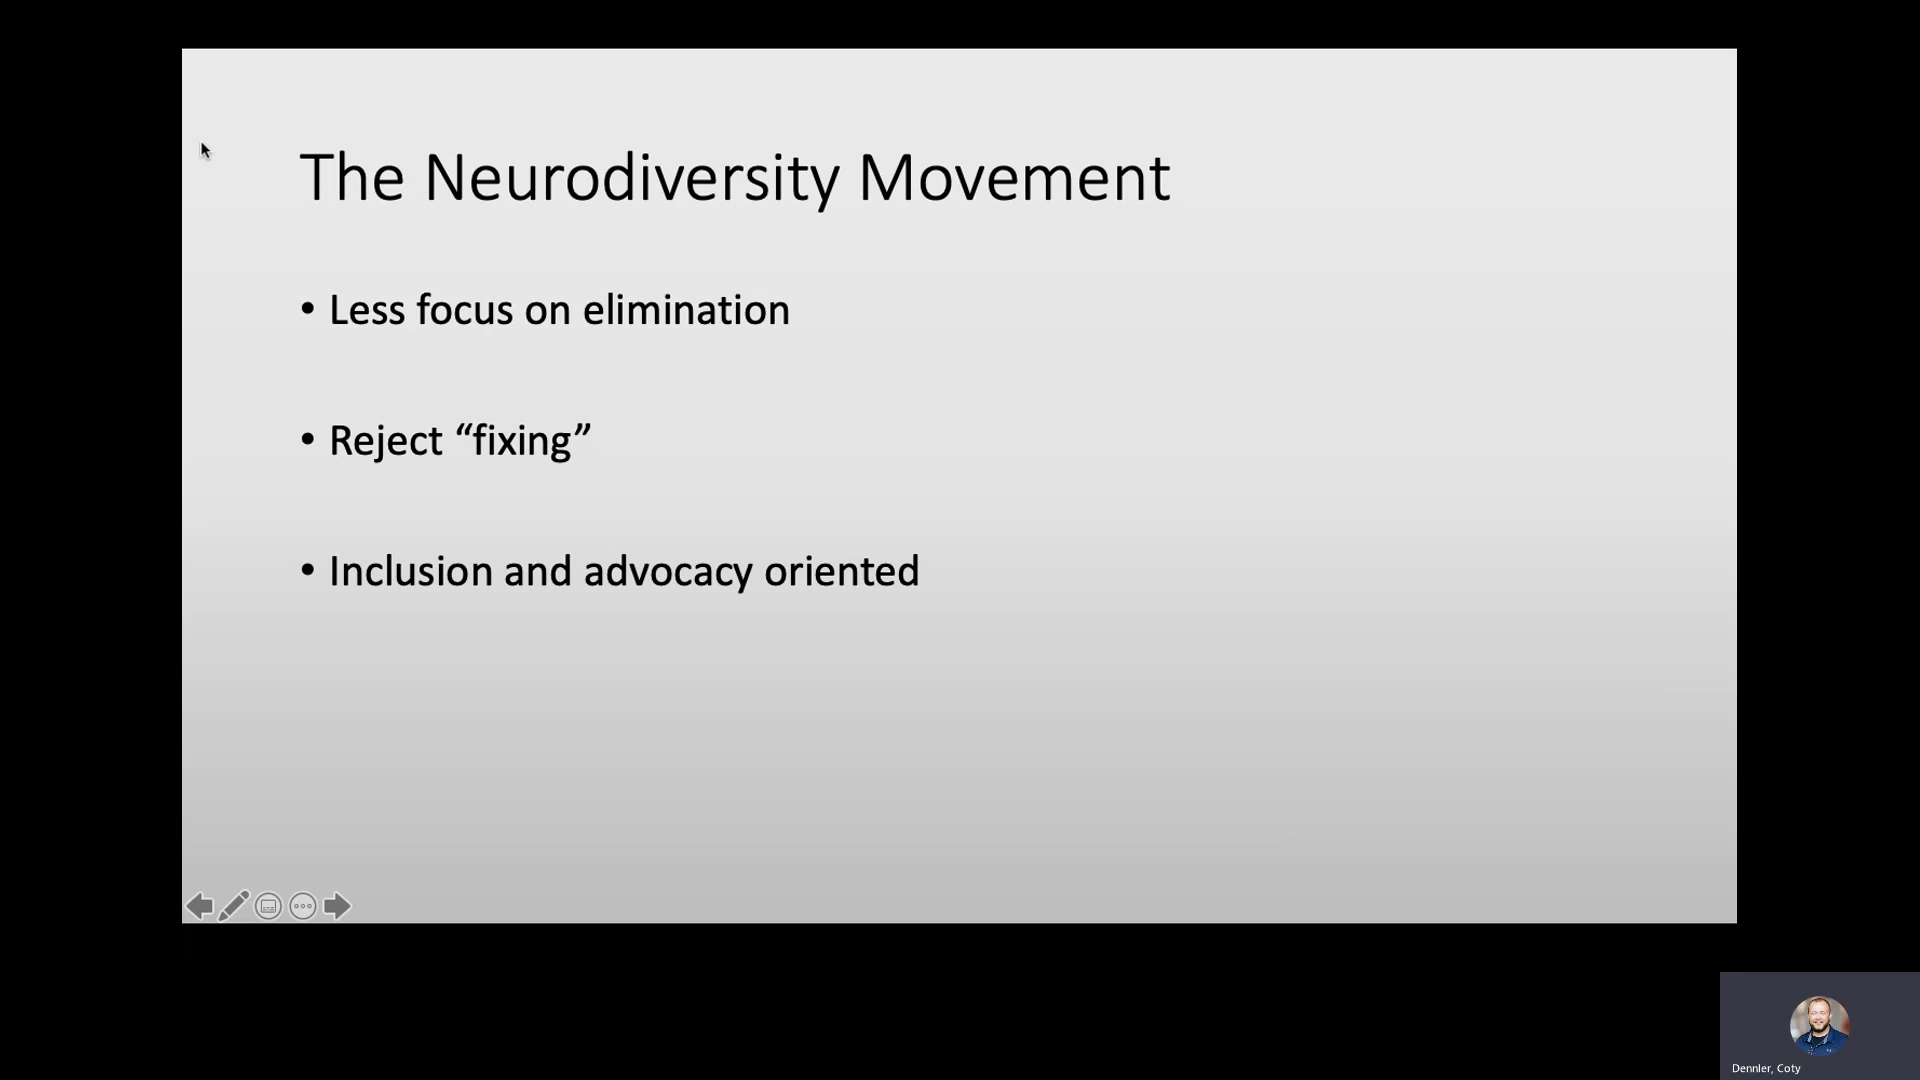 The Neurodiversity Movement
• Less focus on elimination
• Reject “fixing”
• Inclusion and advocacy oriented
Dennler, Coty